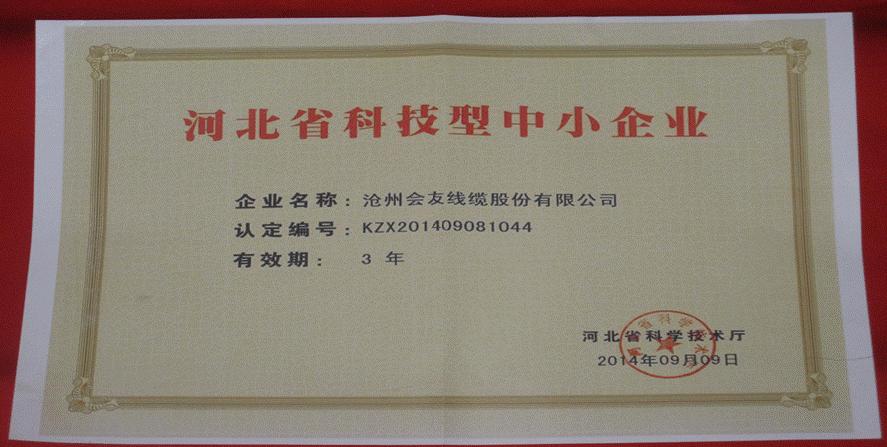 河北省科技型中小企业
企业名称：沧州会友线缆股份有限公司
认定编号：KZX201409081044
有效期： 3 年
河北省科学技术厅
2014年09月09日